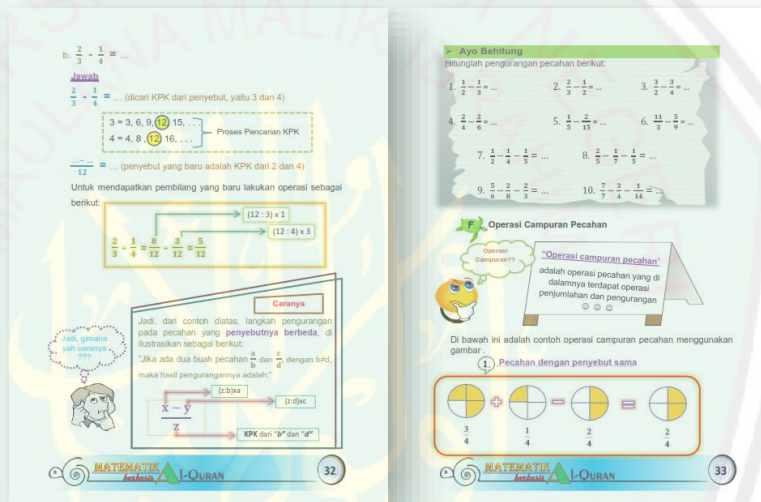 b. 2/3 - 1/4 = ...
Jawab
2/3 - 1/4 = ... (dicari KPK dari penyebut, yaitu 3 dan 4)
3 = 3, 6, 9, 12, 15, . . .
4 = 4, 8 , 12 16, . . .
Proses Pencarian KPK
... – .../12 = ... (penyebut yang baru adalah KPK dari 2 dan 4)
Untuk mendapatkan pembilang yang baru lakukan operasi sebagai
berikut:
(12 : 3) x 1
(12 : 4) x 3
2/3 - 1/4 = 8/12 - 3/12 = 5/12
Caranya
Jadi, dari contoh diatas, langkah pengurangan
pada pecahan yang penyebutnya berbeda, di
ilustrasikan sebagai berikut:
"Jika ada dua buah pecahan a/b dan c/d, dengan b≠d,
maka hasil pengurangannya adalah:"
Jadi, gimana
yah caranya
???
(z:b)xa
x – y
z
(z:d)xc
KPK dari "b" dan "d"
MATEMATIK
berbasis Al-QURAN
32
Ayo Behitung
Hitunglah pengurangan pecahan berikut:
1. 1/2 – 1/3 = ... 2. 2/3 – 1/2 = ... 3. 3/2 – 3/4 = ...
4. 2/4 – 2/6 = ... 5. 1/5 – 2/15 = ... 6. 11/3 – 5/9 = ...
7. 1/2 – 1/4 – 1/5 = ... 8. 2/5 – 1/7 – 1/5 = ...
9. 5/6 – 2/8 – 2/3 = ... 10. 7/7 – 3/4 – 1/14 = ...
F Operasi Campuran Pecahan
Operasi
Campuran??
"Operasi campuran pecahan"
adalah operasi pecahan yang di
dalamnya terdapat operasi
penjumlahan dan pengurangan
☺ ☺ ☺
Di bawah ini adalah contoh operasi campuran pecahan menggunakan
gambar .
1. Pecahan dengan penyebut sama
+ – =
3/4 1/4 2/4 2/4
MATEMATIK
berbasis Al-QURAN
33